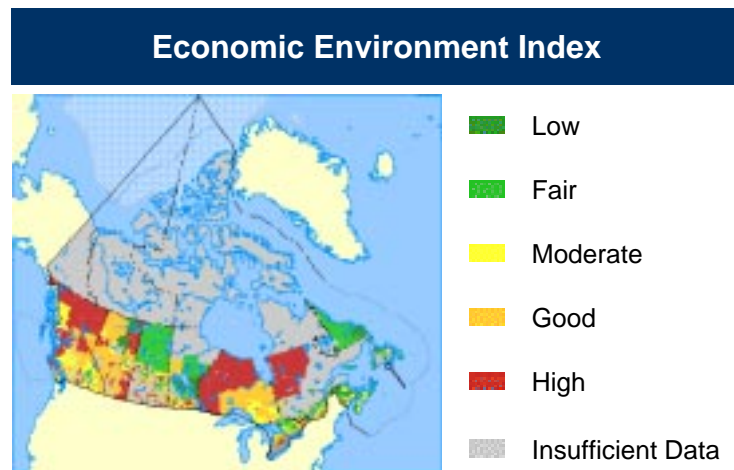 Economic Environment Index
Low
Fair
Moderate
Good
High
Insufficient Data